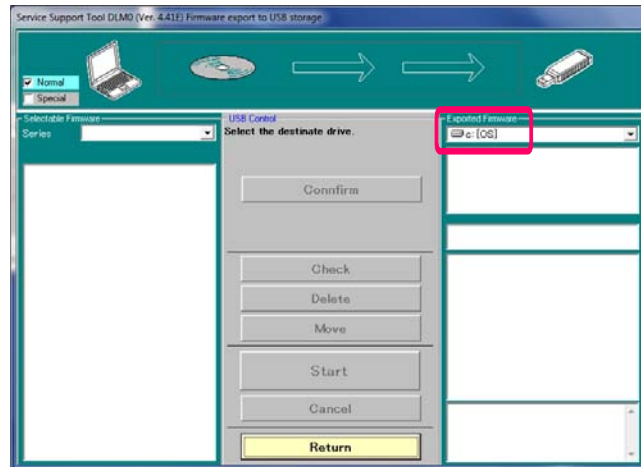 Service Support Tool DLM0 (Ver. 4.41E) Firmware export to USB storage
Normal
Special
Selectable Firmware
Series
USB Control
Select the destinate drive.
Connfirm
Check
Delete
Move
Start
Cancel
Return
Exported Firmware
c: [OS]